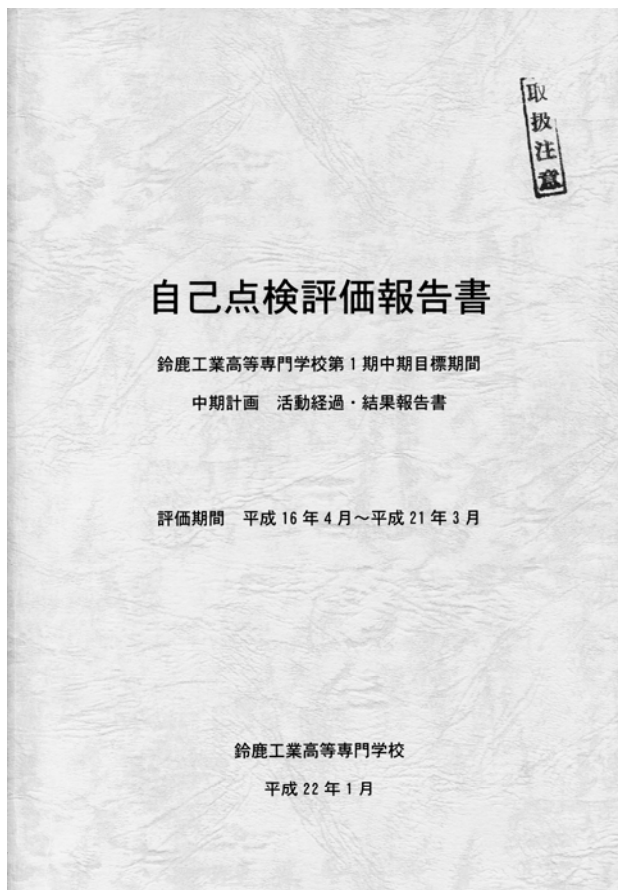 取扱注意
自己点検評価報告書
鈴鹿工業高等専門学校第1期中期目標期間
中期計画　活動経過・結果報告書
評価期間　平成16年4月～平成21年3月
鈴鹿工業高等専門学校
平成22年1月